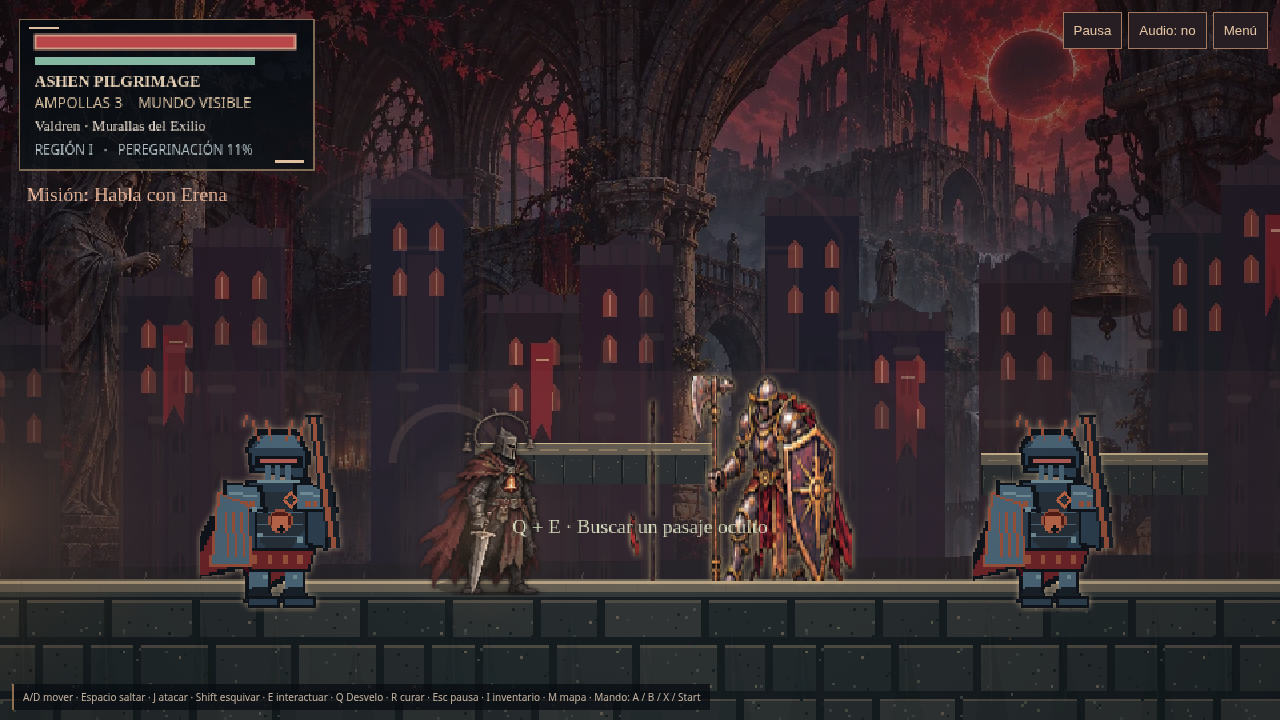 Pausa
Audio: no
Menú
ASHEN PILGRIMAGE
AMPOLLAS 3 MUNDO VISIBLE
Valdren · Murallas del Exilio
REGIÓN I · PEREGRINACIÓN 11%
Misión: Habla con Erena
Q + E · Buscar un pasaje oculto
A/D mover · Espacio saltar · J atacar · Shift esquivar · E interactuar · Q Desvelo · R curar · Esc pausa · I inventario · M mapa · Mando: A / B / X / Start